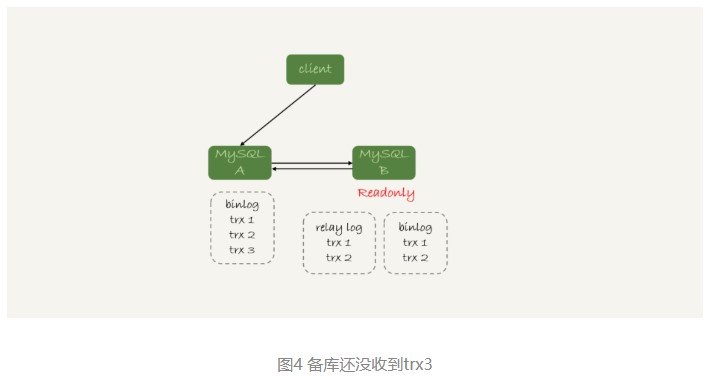 client
MySQL
A
MySQL
B
Readonly
binlog
trx 1
trx 2
trx 3
relay log
trx 1
trx 2
binlog
trx 1
trx 2
图4 备库还没收到trx3